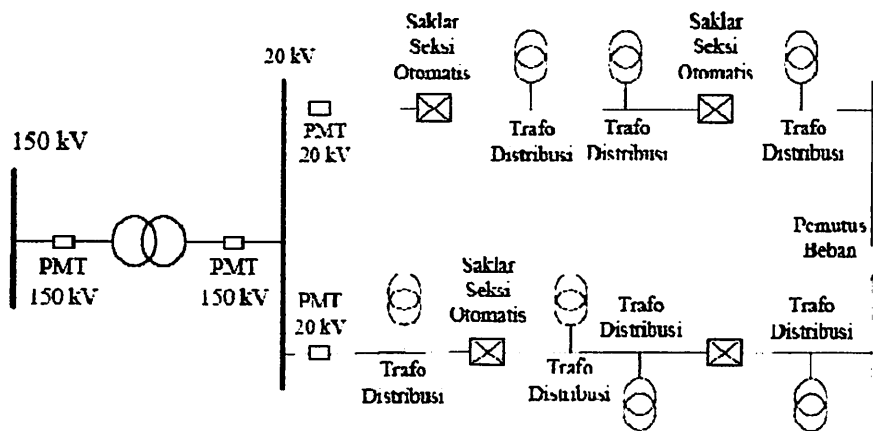 Saklar
Seksi
Otomatis
Saklar
Seksi
Otomatis
20 kV
PMT
20 kV
Trafo
Distribusi
Trafo
Distribusi
Trafo
Distribusi
150 kV
PMT
150 kV
PMT
150 kV
Pemutus
Beban
PMT
20 kV
Saklar
Seksi
Otomatis
Trafo
Distribusi
Trafo
Distribusi
Trafo
Distribusi
Trafo
Distribusi